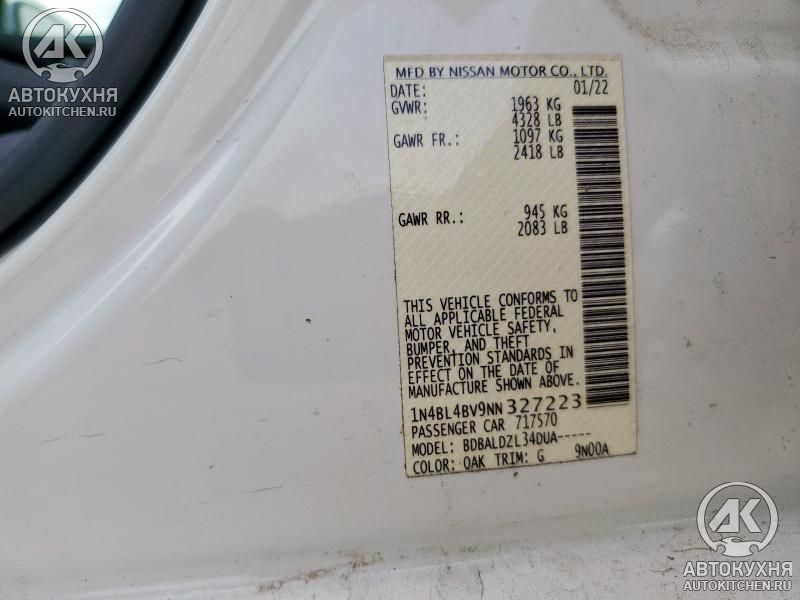 AK
АВТОКУХНЯ
AUTOKITCHEN.RU
MFD BY NISSAN MOTOR CO., LTD.
DATE: 01/22
GVWR: 1963 KG
4328 LB
GAWR FR.: 1097 KG
2418 LB
GAWR RR.: 945 KG
2083 LB
THIS VEHICLE CONFORMS TO
ALL APPLICABLE FEDERAL
MOTOR VEHICLE SAFETY,
BUMPER, AND THEFT
PREVENTION STANDARDS IN
EFFECT ON THE DATE OF
MANUFACTURE SHOWN ABOVE.
1N4BL4BV9NN327223
PASSENGER CAR 717570
MODEL: BDBALDZL34DUA-----
COLOR: QAK TRIM: G 9N00A
AK
АВТОКУХНЯ
AUTOKITCHEN.RU